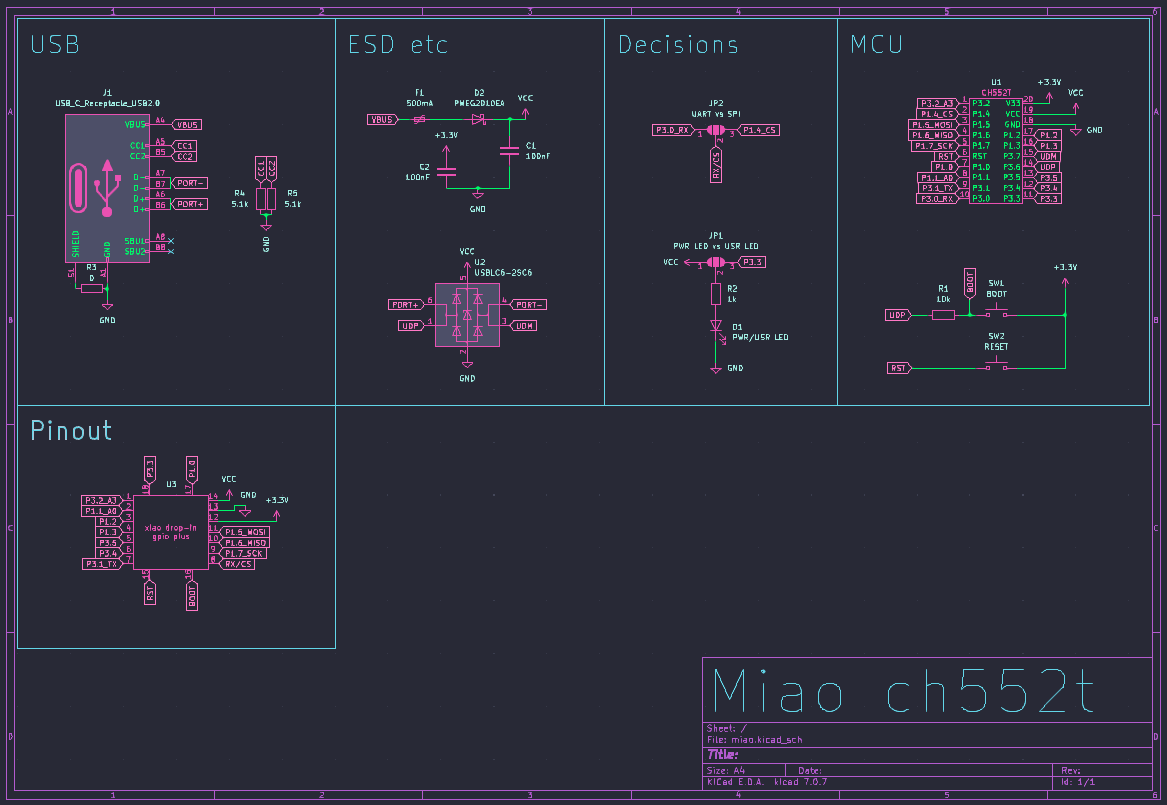 1 2 3 4 5 6
USB
ESD etc
Decisions
MCU
A
A
J1
USB_C_Receptacle_USB2.0
VBUS A4 VBUS
CC1 A5 CC1
CC2 B5 CC2
D- A7
D- B7 PORT-
D+ A6
D+ B6 PORT+
SBU1 A8
SBU2 B8
SHIELD
GND
S1
A1
R3
0
GND
CC1
CC2
R4
5.1k
R5
5.1k
GND
F1
500mA
D2
PMEG2010EA
VCC
VBUS
+3.3V
C1
100nF
C2
100nF
GND
VCC
U2
USBLC6-2SC6
5
PORT+ 6
4 PORT-
UDP 1
3 UDM
2
GND
JP2
UART vs SPI
P3.0_RX 1
3 P1.4_CS
2
RX/CS
JP1
PWR LED vs USR LED
VCC 1
3 P3.3
2
R2
1k
D1
PWR/USR LED
GND
U1
CH552T
+3.3V
VCC
GND
P3.2_A3 1 P3.2 V33 20
P1.4_CS 2 P1.4 VCC 19
P1.5_MOSI 3 P1.5 GND 18
P1.6_MISO 4 P1.6 P1.2 17 P1.2
P1.7_SCK 5 P1.7 P1.3 16 P1.3
RST 6 RST P3.7 15 UDM
P1.0 7 P1.0 P3.6 14 UDP
P1.1_A0 8 P1.1 P3.5 13 P3.5
P3.1_TX 9 P3.1 P3.4 12 P3.4
P3.0_RX 10 P3.0 P3.3 11 P3.3
BOOT
R1
10k
SW1
BOOT
+3.3V
UDP
SW2
RESET
RST
B
B
Pinout
P3.3
P1.0
18
17
U3
VCC
GND
+3.3V
P3.2_A3 1
P1.1_A0 2
P1.2 3
P1.3 4
P3.5 5
P3.4 6
P3.1_TX 7
xiao drop-in
gpio plus
14
13
12
11 P1.5_MOSI
10 P1.6_MISO
9 P1.7_SCK
8 RX/CS
15
16
RST
BOOT
C
C
Miao ch552t
Sheet: /
File: miao.kicad_sch
Title:
Size: A4 Date: Rev:
KiCad E.D.A. kicad 7.0.7 Id: 1/1
D
D
1 2 3 4 5 6